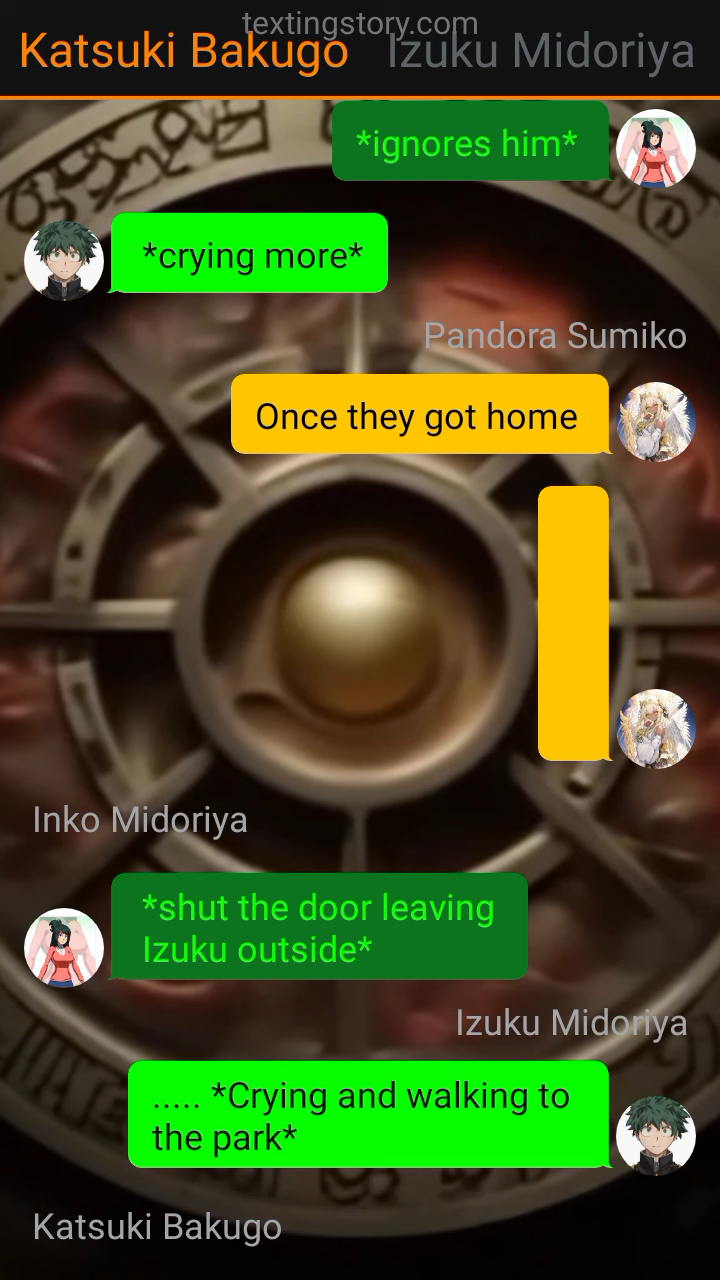 textingstory.com
Katsuki Bakugo Izuku Midoriya
*ignores him*
*crying more*
Pandora Sumiko
Once they got home
Inko Midoriya
*shut the door leaving
Izuku outside*
Izuku Midoriya
..... *Crying and walking to
the park*
Katsuki Bakugo